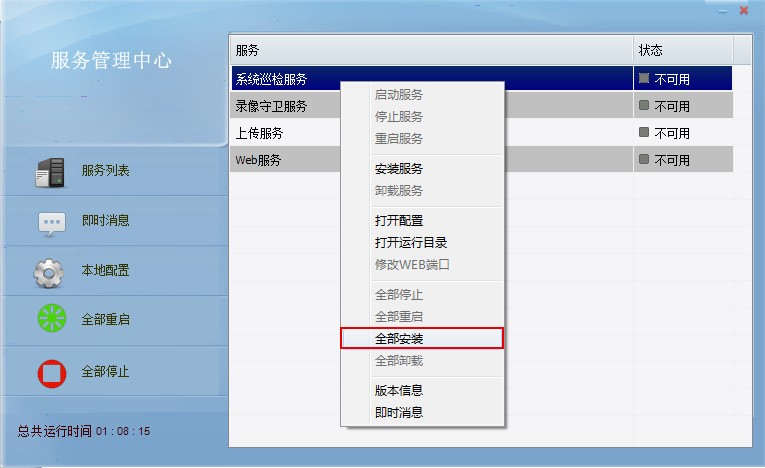 服务管理中心
服务列表
即时消息
本地配置
全部重启
全部停止
总共运行时间 01 : 08 : 15
服务 状态
系统巡检服务 不可用
录像守卫服务 不可用
上传服务 不可用
Web服务 不可用
启动服务
停止服务
重启服务
安装服务
卸载服务
打开配置
打开运行目录
修改WEB端口
全部停止
全部重启
全部安装
全部卸载
版本信息
即时消息